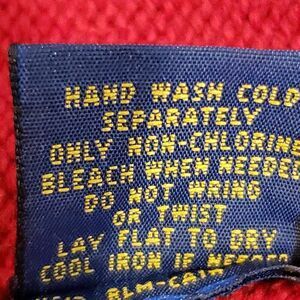 HAND WASH COLD
SEPARATELY
ONLY NON-CHLORINE
BLEACH WHEN NEEDED
DO NOT WRING
OR TWIST
LAY FLAT TO DRY
COOL IRON IF NEEDED